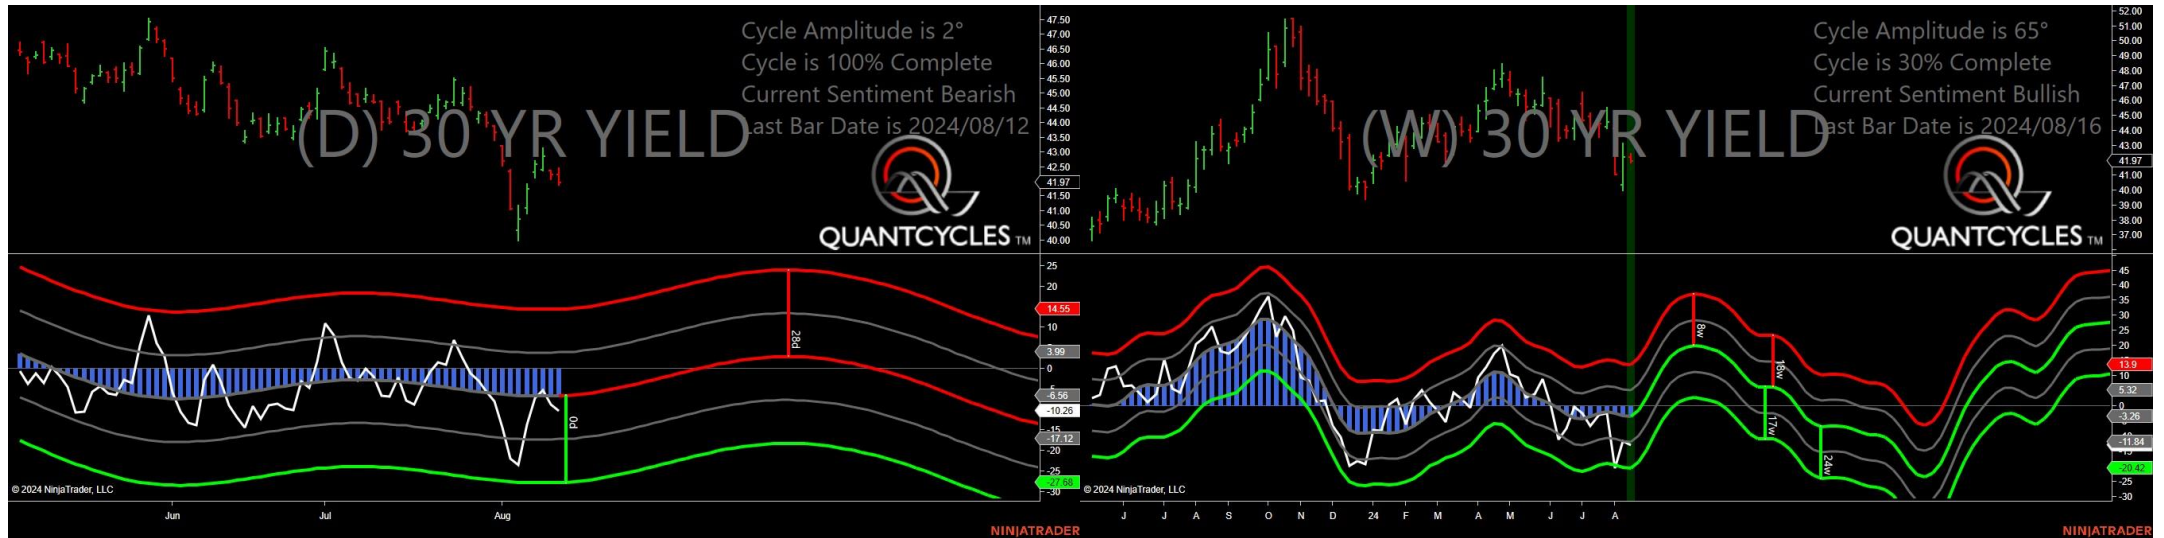 Cycle Amplitude is 2°
Cycle is 100% Complete
Current Sentiment Bearish
Last Bar Date is 2024/08/12
(D) 30 YR YIELD
QUANTCYCLES TM
47.50
47.00
46.50
46.00
45.50
45.00
44.50
44.00
43.50
43.00
42.50
41.97
41.50
41.00
40.50
40.00
25
14.55
10
5
3.99
0
-5
-6.56
-10.26
-15
-17.12
-20
-25
-27.68
-30
28d
0d
© 2024 NinjaTrader, LLC
Jun
Jul
Aug
NINJATRADER
Cycle Amplitude is 65°
Cycle is 30% Complete
Current Sentiment Bullish
Last Bar Date is 2024/08/16
(W) 30 YR YIELD
QUANTCYCLES TM
52.00
51.00
50.00
49.00
48.00
47.00
46.00
45.00
44.00
43.00
41.97
41.00
40.00
39.00
38.00
37.00
45
40
35
30
25
20
13.9
10
5.32
0
-3.26
-11.84
-15
-20.42
-25
-30
8w
18w
17w
24w
© 2024 NinjaTrader, LLC
J
J
A
S
O
N
D
24
F
M
A
M
J
J
A
NINJATRADER